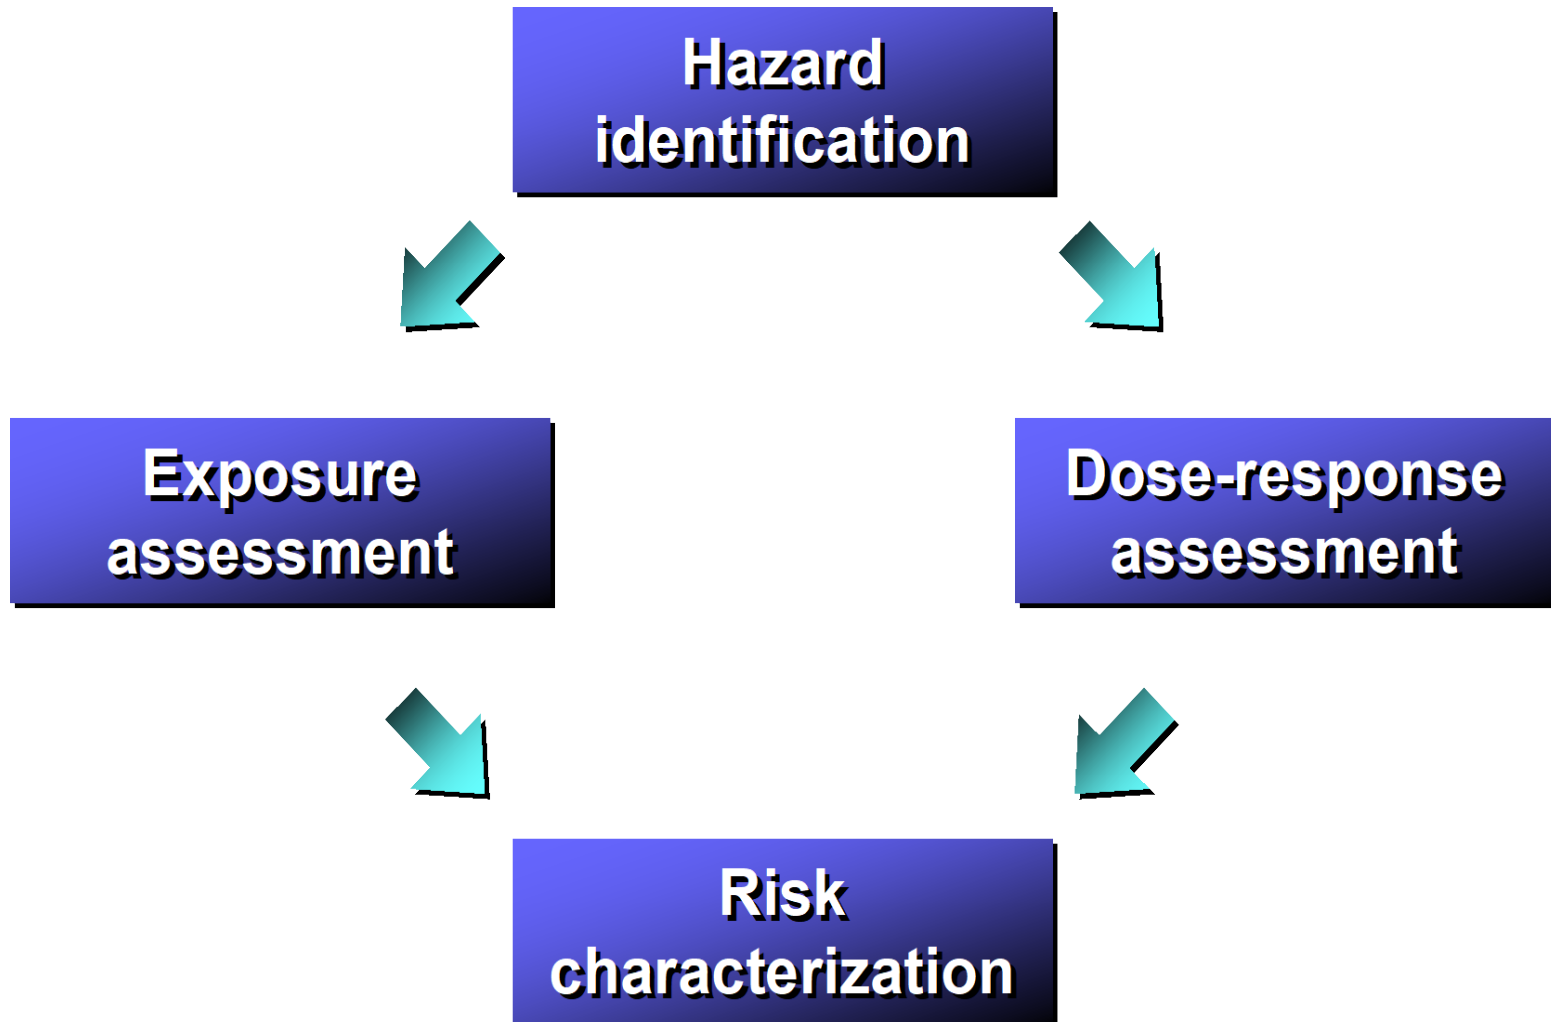 Hazard
identification
Exposure
assessment
Dose-response
assessment
Risk
characterization